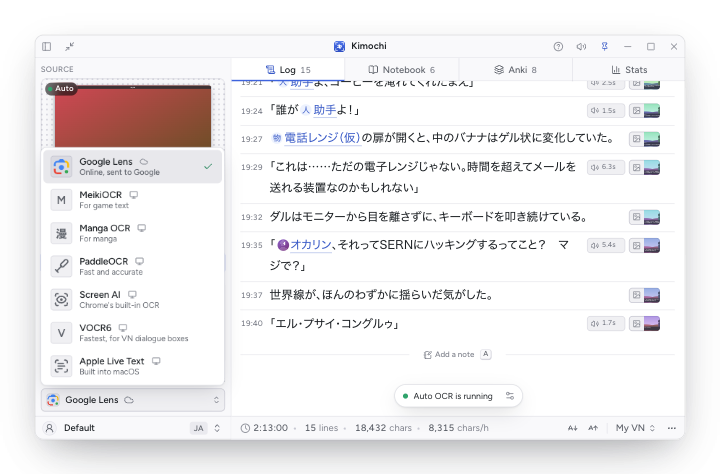 Kimochi
SOURCE
Auto
Google Lens
Online, sent to Google
MeikiOCR
For game text
Manga OCR
For manga
PaddleOCR
Fast and accurate
Screen AI
Chrome's built-in OCR
VOCR6
Fastest, for VN dialogue boxes
Apple Live Text
Built into macOS
Google Lens
Default
JA
Log 15
Notebook 6
Anki 8
Stats
19:24 「誰が 人 助手よ!」 1.5s
19:27 物 電話レンジ(仮)の扉が開くと、中のバナナはゲル状に変化していた。
19:29 「これは……ただの電子レンジじゃない。時間を超えてメールを 6.3s
送れる装置なのかもしれない」
19:32 ダルはモニターから目を離さずに、キーボードを叩き続けている。
19:35 「オカリン、それってSERNにハッキングするってこと? マ 5.4s
ジで?」
19:37 世界線が、ほんのわずかに揺らいだ気がした。
19:40 「エル・プサイ・コングルゥ」 1.7s
Add a note A
Auto OCR is running
2:13:00 • 15 lines • 18,432 chars • 8,315 chars/h
A↓ A↑ My VN
M
漫
V